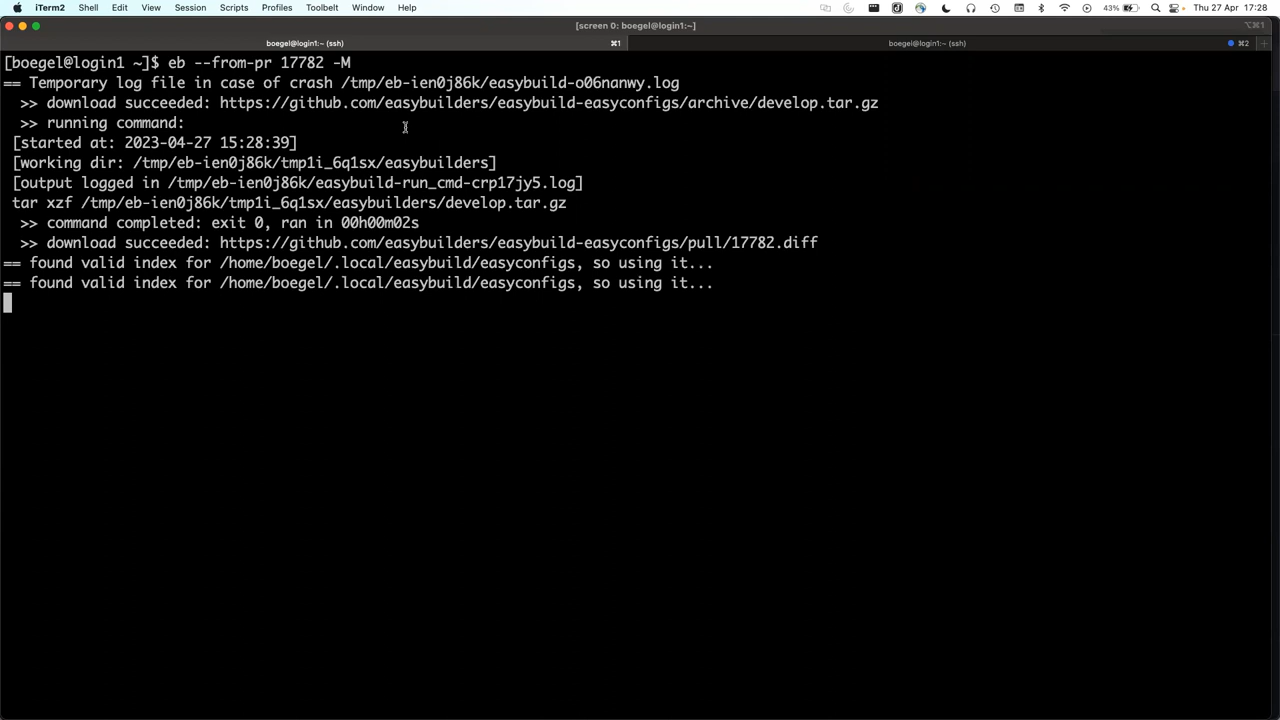 iTerm2 Shell Edit View Session Scripts Profiles Toolbelt Window Help 43% Thu 27 Apr 17:28
[screen 0: boegel@login1:~] ⌥⌘1
boegel@login1:~ (ssh) ⌘1 boegel@login1:~ (ssh) ⌘2
[boegel@login1 ~]$ eb --from-pr 17782 -M
== Temporary log file in case of crash /tmp/eb-ien0j86k/easybuild-o06nanwy.log
>> download succeeded: https://github.com/easybuilders/easybuild-easyconfigs/archive/develop.tar.gz
>> running command:
[started at: 2023-04-27 15:28:39]
[working dir: /tmp/eb-ien0j86k/tmp1i_6q1sx/easybuilders]
[output logged in /tmp/eb-ien0j86k/easybuild-run_cmd-crp17jy5.log]
tar xzf /tmp/eb-ien0j86k/tmp1i_6q1sx/easybuilders/develop.tar.gz
>> command completed: exit 0, ran in 00h00m02s
>> download succeeded: https://github.com/easybuilders/easybuild-easyconfigs/pull/17782.diff
== found valid index for /home/boegel/.local/easybuild/easyconfigs, so using it...
== found valid index for /home/boegel/.local/easybuild/easyconfigs, so using it...